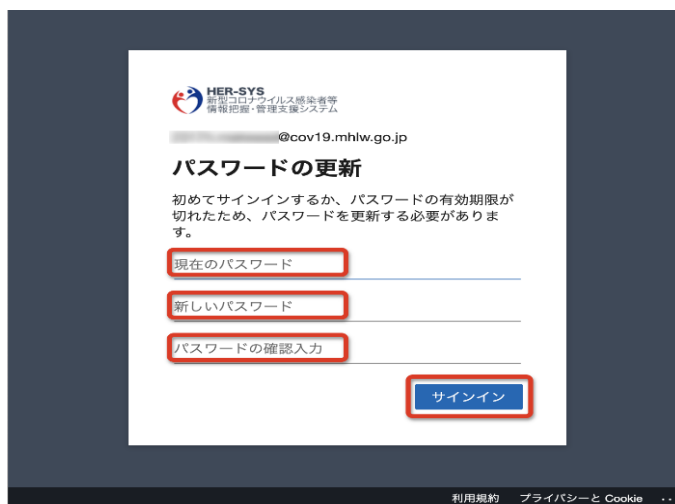 HER-SYS
新型コロナウイルス感染者等
情報把握・管理支援システム
@cov19.mhlw.go.jp
パスワードの更新
初めてサインインするか、パスワードの有効期限が
切れたため、パスワードを更新する必要がありま
す。
現在のパスワード
新しいパスワード
パスワードの確認入力
サインイン
利用規約 プライバシーと Cookie ··